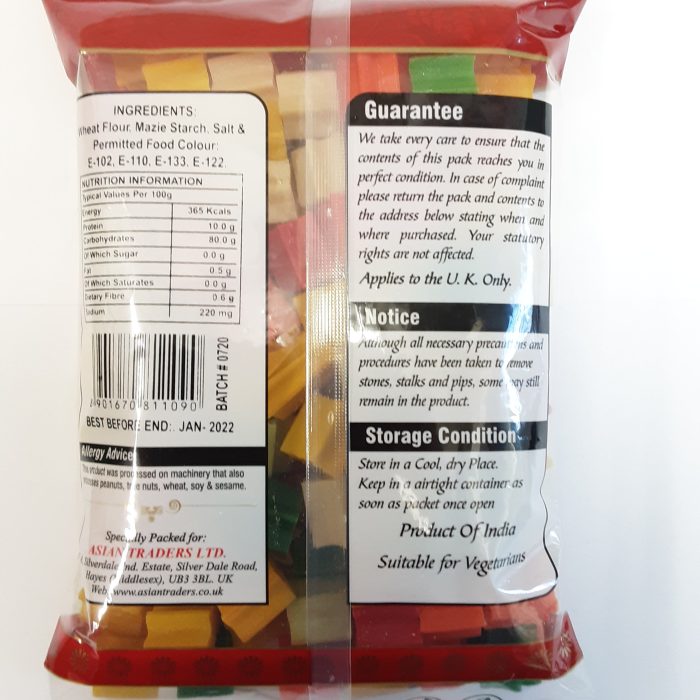 INGREDIENTS:
Wheat Flour, Mazie Starch, Salt &
Permitted Food Colour:
E-102, E-110, E-133, E-122.
NUTRITION INFORMATION
Typical Values Per 100g
Energy 365 Kcals
Protein 10.0 g
Carbohydrates 80.0 g
Of Which Sugar 0.0 g
Fat 0.5 g
Of Which Saturates 0.0 g
Dietary Fibre 0.6 g
Sodium 220 mg
BATCH # 0720
901670 811090
BEST BEFORE END:. JAN- 2022
Allergy Advice
This product was processed on machinery that also
peanuts, tree nuts, wheat, soy & sesame.
Specially Packed for:
ASIAN TRADERS LTD.
Silverdale Ind. Estate, Silver Dale Road,
Hayes (Middlesex), UB3 3BL. UK
Web: www.asiantraders.co.uk
Guarantee
We take every care to ensure that the
contents of this pack reaches you in
perfect condition. In case of complaint
please return the pack and contents to
the address below stating when and
where purchased. Your statutory
rights are not affected.
Applies to the U. K. Only.
Notice
Although all necessary precautions and
procedures have been taken to remove
stones, stalks and pips, some may still
remain in the product.
Storage Condition
Store in a Cool, dry Place.
Keep in a airtight container as
soon as packet once open
Product Of India
Suitable for Vegetarians